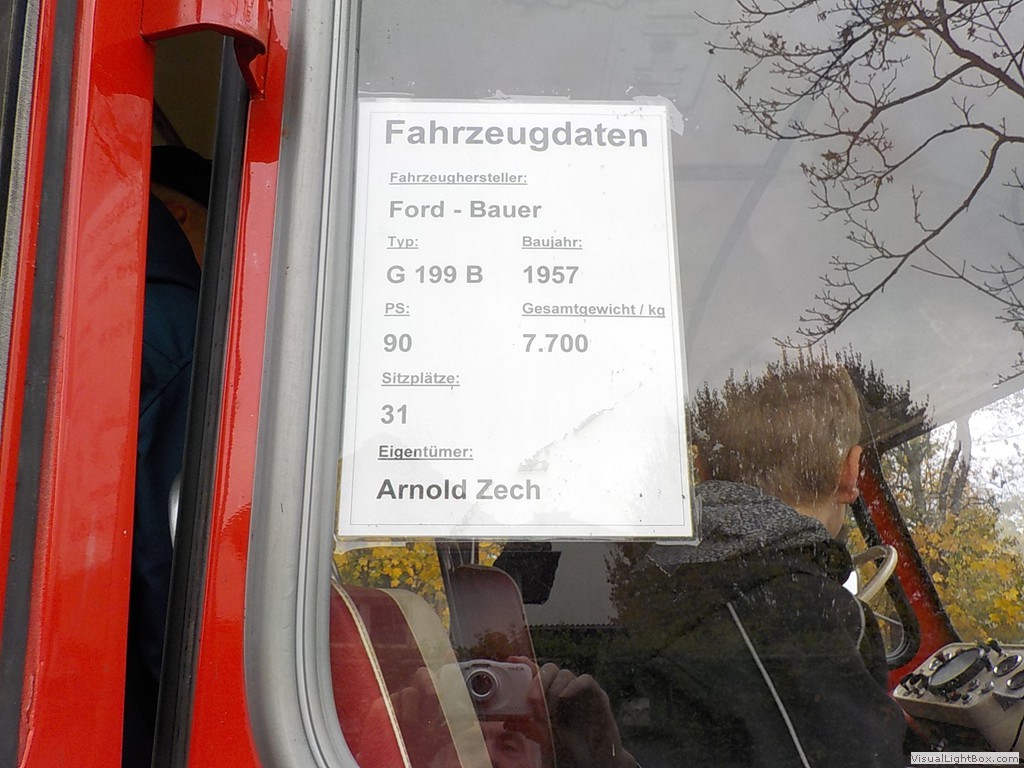 Fahrzeugdaten
Fahrzeughersteller:
Ford - Bauer
Typ: Baujahr:
G 199 B 1957
PS: Gesamtgewicht / kg
90 7.700
Sitzplätze:
31
Eigentümer:
Arnold Zech
VisualLightBox.com